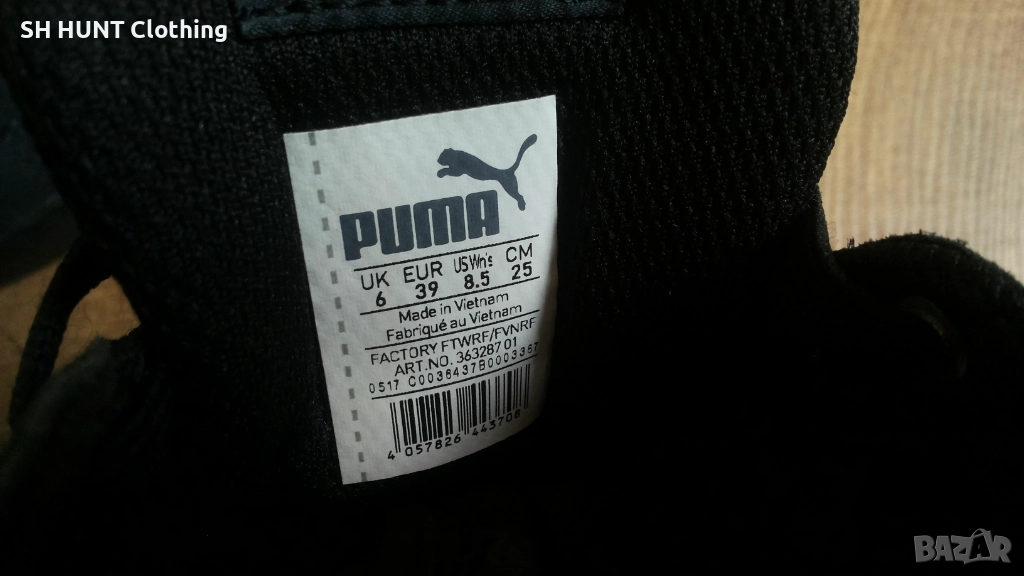 SH HUNT Clothing
PUMA
UK EUR US Wn's CM
6 39 8.5 25
Made in Vietnam
Fabriqué au Vietnam
FACTORY FTWRF/FVNRF
ART.NO. 363287 01
0517 C0036437B0003367
4 057826 443708
BAZAR